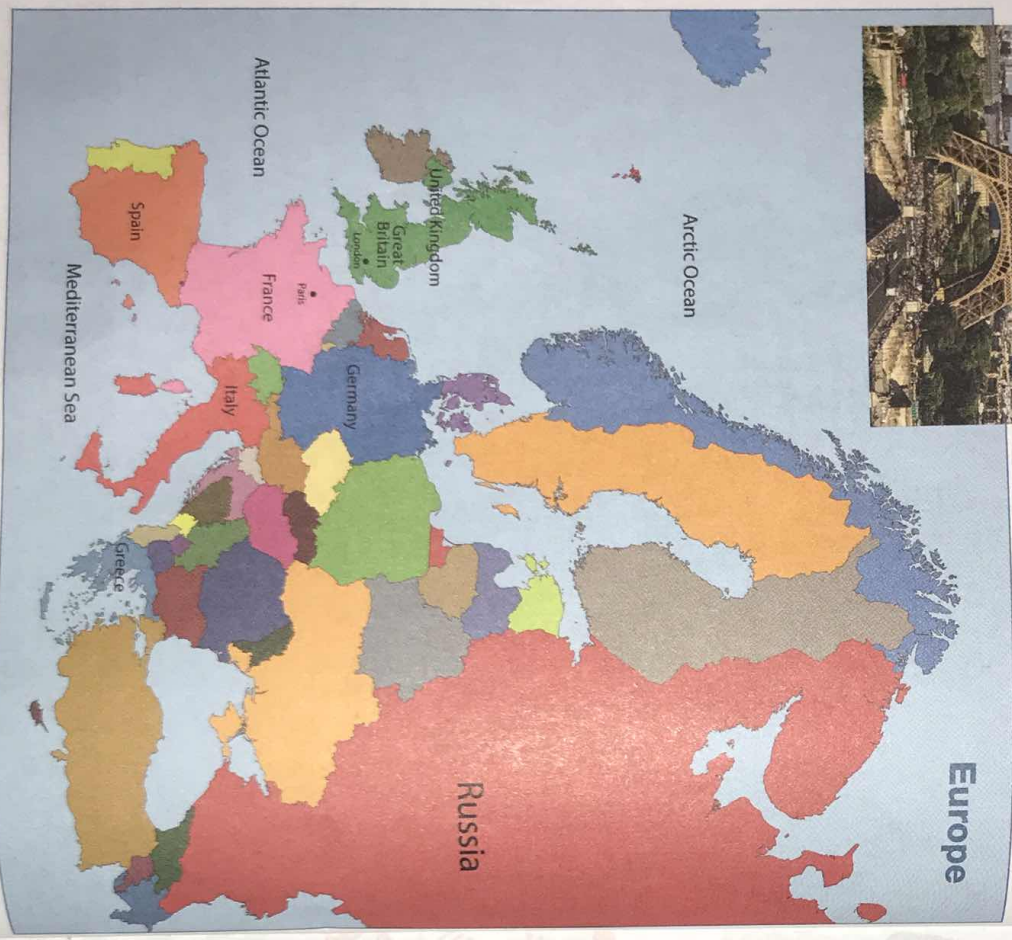 Europe
Arctic Ocean
United Kingdom
Great
Britain
London
Atlantic Ocean
Russia
Germany
Paris
France
Italy
Spain
Greece
Mediterranean Sea